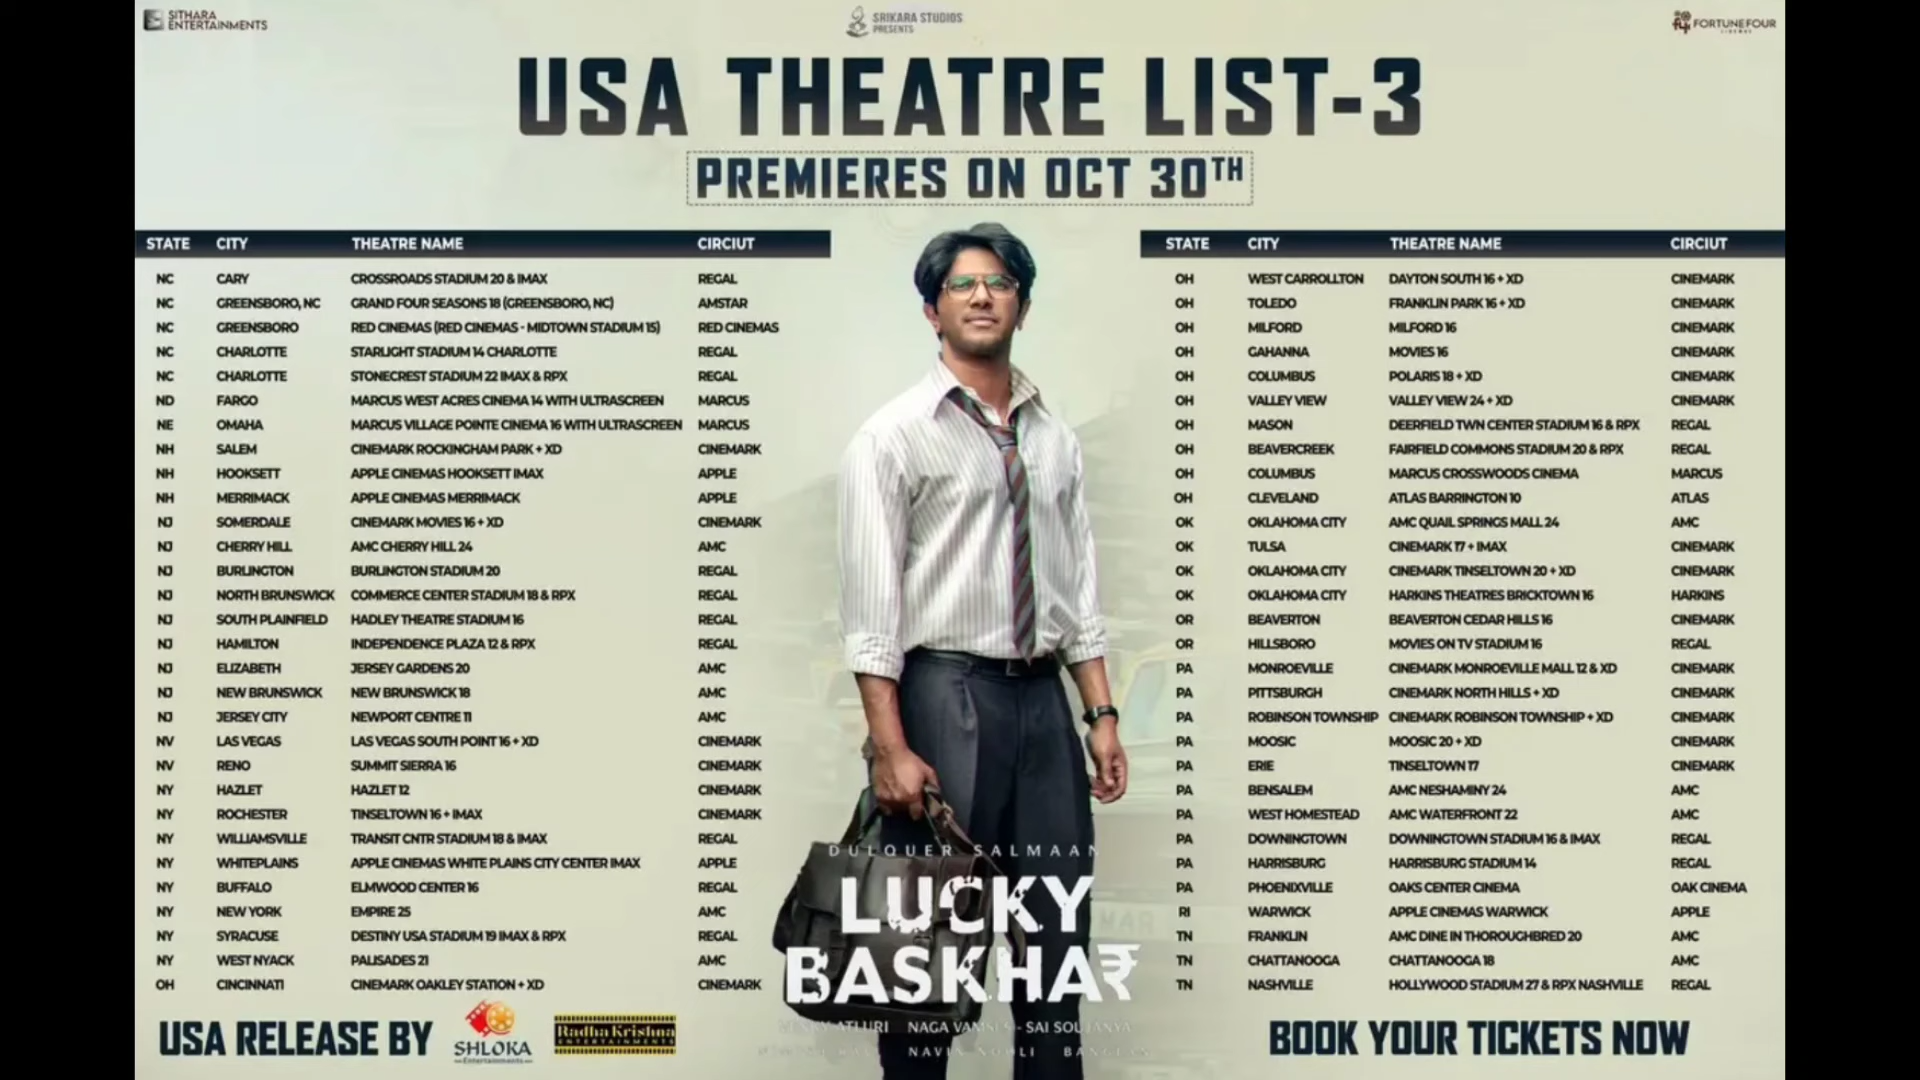 SITHARA
ENTERTAINMENTS
SRIKARA STUDIOS
PRESENTS
FORTUNE FOUR
CINEMAS
USA THEATRE LIST-3
PREMIERES ON OCT 30TH
STATE CITY THEATRE NAME CIRCIUT
NC CARY CROSSROADS STADIUM 20 & IMAX REGAL
NC GREENSBORO, NC GRAND FOUR SEASONS 18 (GREENSBORO, NC) AMSTAR
NC GREENSBORO RED CINEMAS (RED CINEMAS - MIDTOWN STADIUM 15) RED CINEMAS
NC CHARLOTTE STARLIGHT STADIUM 14 CHARLOTTE REGAL
NC CHARLOTTE STONECREST STADIUM 22 IMAX & RPX REGAL
ND FARGO MARCUS WEST ACRES CINEMA 14 WITH ULTRASCREEN MARCUS
NE OMAHA MARCUS VILLAGE POINTE CINEMA 16 WITH ULTRASCREEN MARCUS
NH SALEM CINEMARK ROCKINGHAM PARK + XD CINEMARK
NH HOOKSETT APPLE CINEMAS HOOKSETT IMAX APPLE
NH MERRIMACK APPLE CINEMAS MERRIMACK APPLE
NJ SOMERDALE CINEMARK MOVIES 16 + XD CINEMARK
NJ CHERRY HILL AMC CHERRY HILL 24 AMC
NJ BURLINGTON BURLINGTON STADIUM 20 REGAL
NJ NORTH BRUNSWICK COMMERCE CENTER STADIUM 18 & RPX REGAL
NJ SOUTH PLAINFIELD HADLEY THEATRE STADIUM 16 REGAL
NJ HAMILTON INDEPENDENCE PLAZA 12 & RPX REGAL
NJ ELIZABETH JERSEY GARDENS 20 AMC
NJ NEW BRUNSWICK NEW BRUNSWICK 18 AMC
NJ JERSEY CITY NEWPORT CENTRE 11 AMC
NV LAS VEGAS LAS VEGAS SOUTH POINT 16 + XD CINEMARK
NV RENO SUMMIT SIERRA 16 CINEMARK
NY HAZLET HAZLET 12 CINEMARK
NY ROCHESTER TINSELTOWN 16 + IMAX CINEMARK
NY WILLIAMSVILLE TRANSIT CNTR STADIUM 18 & IMAX REGAL
NY WHITEPLAINS APPLE CINEMAS WHITE PLAINS CITY CENTER IMAX APPLE
NY BUFFALO ELMWOOD CENTER 16 REGAL
NY NEW YORK EMPIRE 25 AMC
NY SYRACUSE DESTINY USA STADIUM 19 IMAX & RPX REGAL
NY WEST NYACK PALISADES 21 AMC
OH CINCINNATI CINEMARK OAKLEY STATION + XD CINEMARK
STATE CITY THEATRE NAME CIRCIUT
OH WEST CARROLLTON DAYTON SOUTH 16 + XD CINEMARK
OH TOLEDO FRANKLIN PARK 16 + XD CINEMARK
OH MILFORD MILFORD 16 CINEMARK
OH GAHANNA MOVIES 16 CINEMARK
OH COLUMBUS POLARIS 18 + XD CINEMARK
OH VALLEY VIEW VALLEY VIEW 24 + XD CINEMARK
OH MASON DEERFIELD TWN CENTER STADIUM 16 & RPX REGAL
OH BEAVERCREEK FAIRFIELD COMMONS STADIUM 20 & RPX REGAL
OH COLUMBUS MARCUS CROSSWOODS CINEMA MARCUS
OH CLEVELAND ATLAS BARRINGTON 10 ATLAS
OK OKLAHOMA CITY AMC QUAIL SPRINGS MALL 24 AMC
OK TULSA CINEMARK 17 + IMAX CINEMARK
OK OKLAHOMA CITY CINEMARK TINSELTOWN 20 + XD CINEMARK
OK OKLAHOMA CITY HARKINS THEATRES BRICKTOWN 16 HARKINS
OR BEAVERTON BEAVERTON CEDAR HILLS 16 CINEMARK
OR HILLSBORO MOVIES ON TV STADIUM 16 REGAL
PA MONROEVILLE CINEMARK MONROEVILLE MALL 12 & XD CINEMARK
PA PITTSBURGH CINEMARK NORTH HILLS + XD CINEMARK
PA ROBINSON TOWNSHIP CINEMARK ROBINSON TOWNSHIP + XD CINEMARK
PA MOOSIC MOOSIC 20 + XD CINEMARK
PA ERIE TINSELTOWN 17 CINEMARK
PA BENSALEM AMC NESHAMINY 24 AMC
PA WEST HOMESTEAD AMC WATERFRONT 22 AMC
PA DOWNINGTOWN DOWNINGTOWN STADIUM 16 & IMAX REGAL
PA HARRISBURG HARRISBURG STADIUM 14 REGAL
PA PHOENIXVILLE OAKS CENTER CINEMA OAK CINEMA
RI WARWICK APPLE CINEMAS WARWICK APPLE
TN FRANKLIN AMC DINE IN THOROUGHBRED 20 AMC
TN CHATTANOOGA CHATTANOOGA 18 AMC
TN NASHVILLE HOLLYWOOD STADIUM 27 & RPX NASHVILLE REGAL
DULQUER SALMAAN
LUCKY
BASKHA₹
ATLURI NAGA VAMSI S - SAI SOUJANYA
NAVIN NOOLI
USA RELEASE BY
SHLOKA
Entertainments
Radha Krishna
ENTERTAINMENTS
BOOK YOUR TICKETS NOW